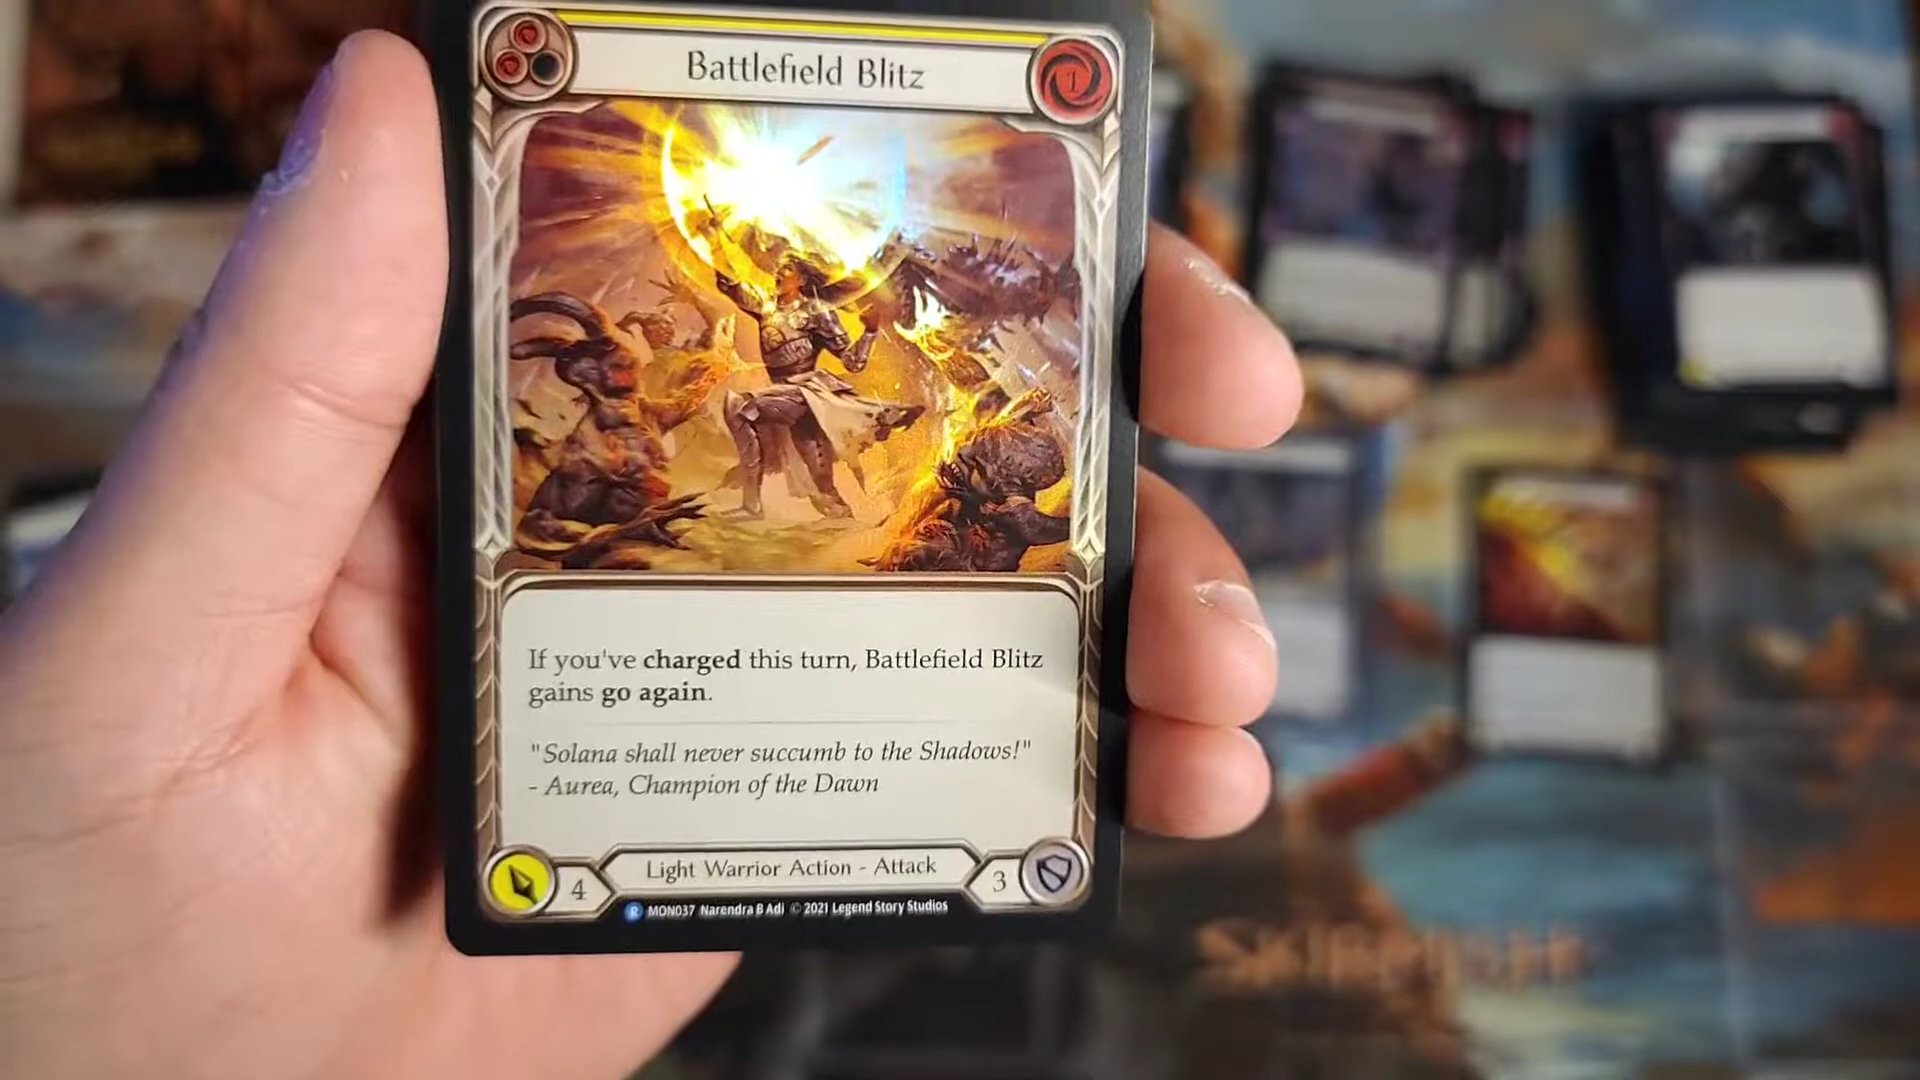 Battlefield Blitz
1
If you've charged this turn, Battlefield Blitz
gains go again.
"Solana shall never succumb to the Shadows!"
- Aurea, Champion of the Dawn
4
Light Warrior Action - Attack
3
R MON037 Narendra B Adi © 2021 Legend Story Studios